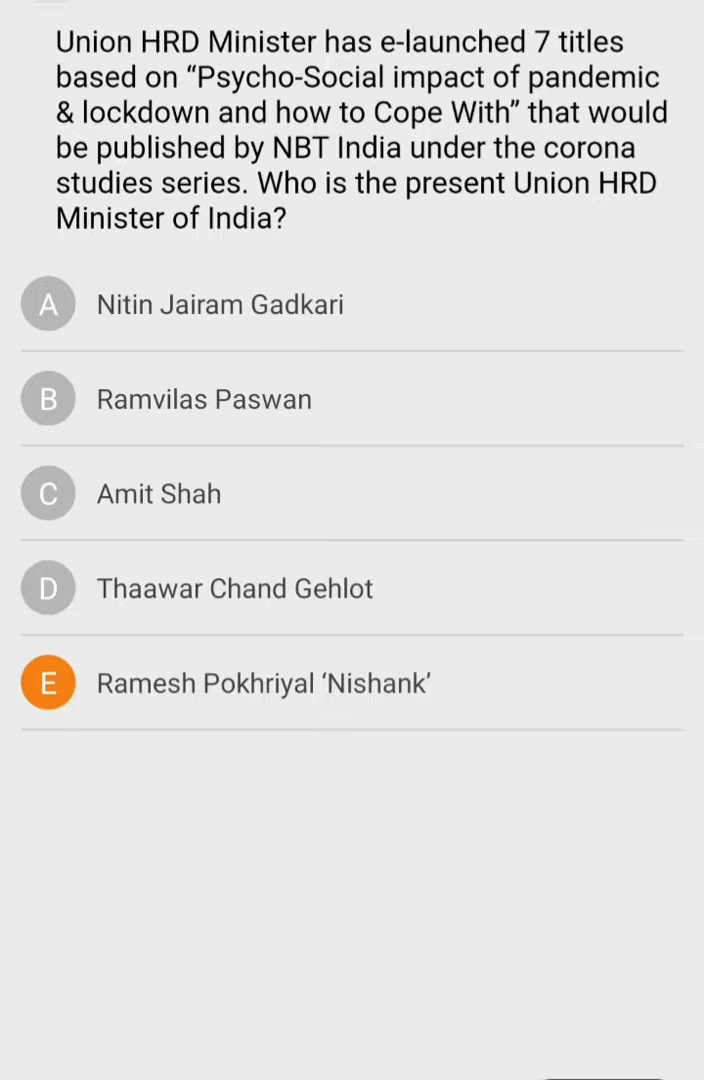 Union HRD Minister has e-launched 7 titles
based on “Psycho-Social impact of pandemic
& lockdown and how to Cope With” that would
be published by NBT India under the corona
studies series. Who is the present Union HRD
Minister of India?
A Nitin Jairam Gadkari
B Ramvilas Paswan
C Amit Shah
D Thaawar Chand Gehlot
E Ramesh Pokhriyal ‘Nishank’